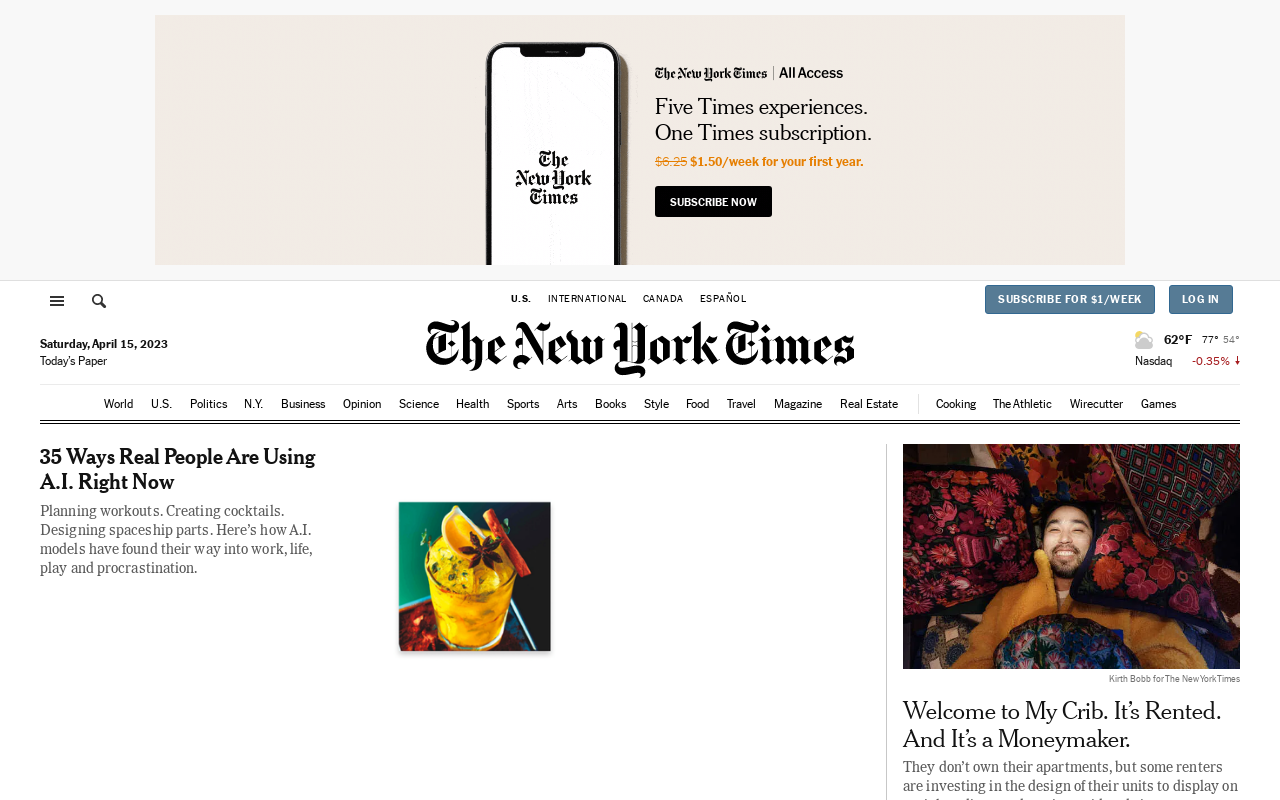 The New York Times | All Access
Five Times experiences.
One Times subscription.
$6.25 $1.50/week for your first year.
SUBSCRIBE NOW
The
New York
Times
U.S. INTERNATIONAL CANADA ESPAÑOL
SUBSCRIBE FOR $1/WEEK LOG IN
The New York Times
Saturday, April 15, 2023
Today's Paper
62°F 77° 54°
Nasdaq -0.35% ↓
World U.S. Politics N.Y. Business Opinion Science Health Sports Arts Books Style Food Travel Magazine Real Estate Cooking The Athletic Wirecutter Games
35 Ways Real People Are Using
A.I. Right Now
Planning workouts. Creating cocktails.
Designing spaceship parts. Here's how A.I.
models have found their way into work, life,
play and procrastination.
Kirth Bobb for The New York Times
Welcome to My Crib. It's Rented.
And It's a Moneymaker.
They don't own their apartments, but some renters
are investing in the design of their units to display on